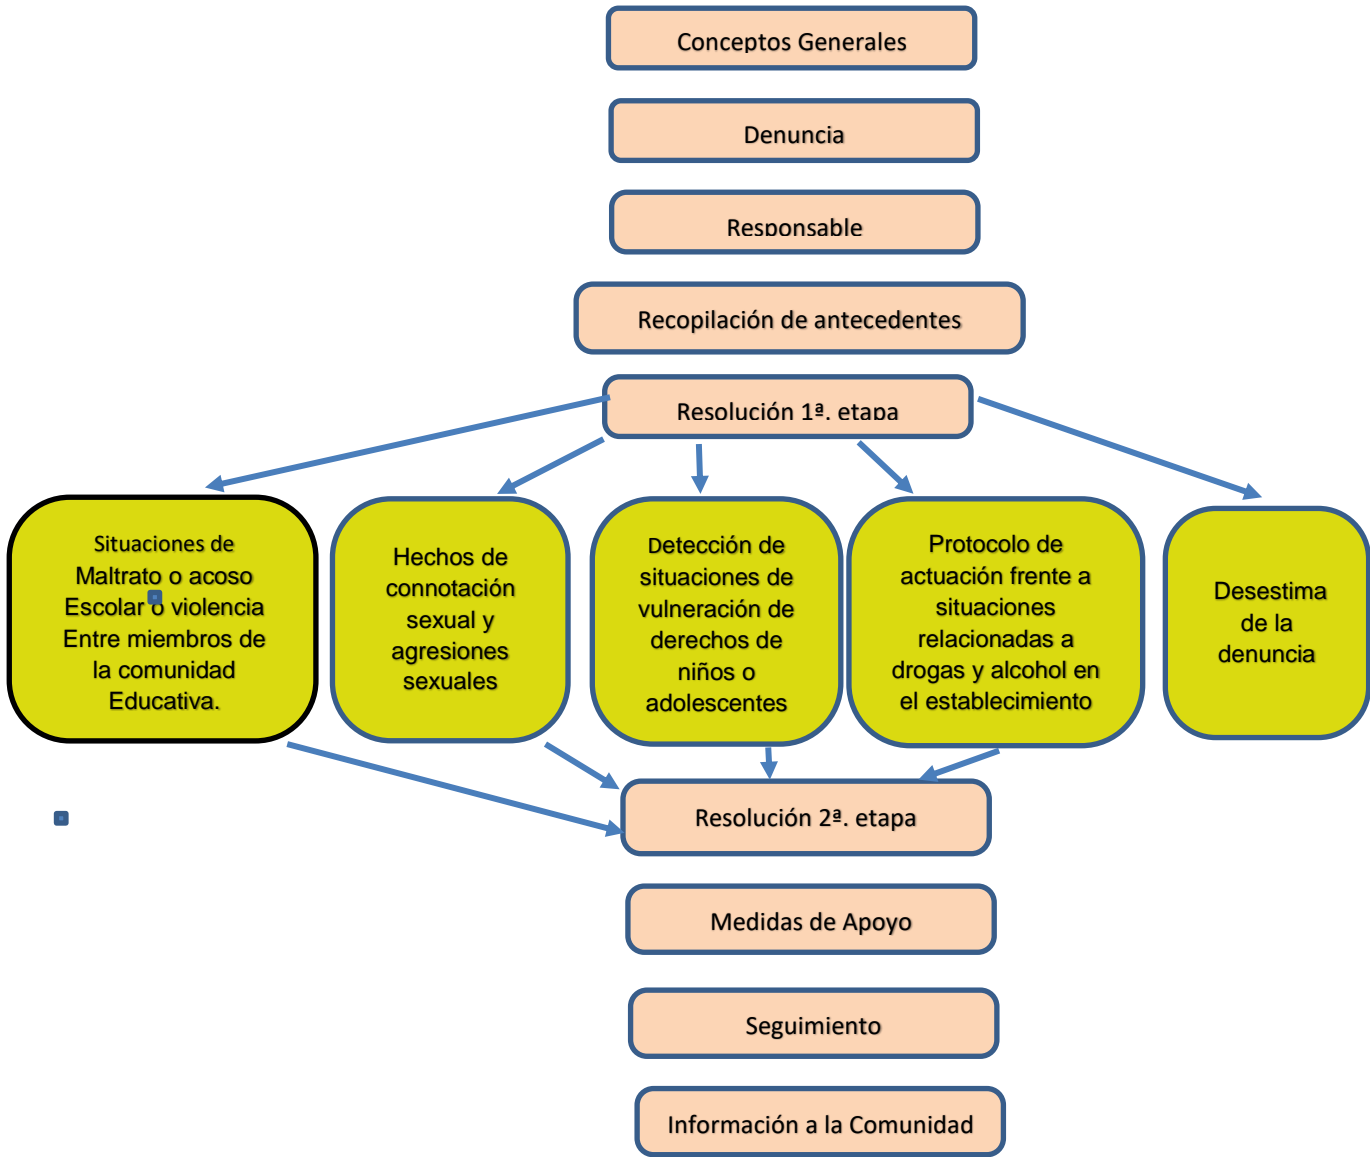 Conceptos Generales
Denuncia
Responsable
Recopilación de antecedentes
Resolución 1ª. etapa
Situaciones de
Maltrato o acoso
Escolar o violencia
Entre miembros de
la comunidad
Educativa.
Hechos de
connotación
sexual y
agresiones
sexuales
Detección de
situaciones de
vulneración de
derechos de
niños o
adolescentes
Protocolo de
actuación frente a
situaciones
relacionadas a
drogas y alcohol en
el establecimiento
Desestima
de la
denuncia
Resolución 2ª. etapa
Medidas de Apoyo
Seguimiento
Información a la Comunidad